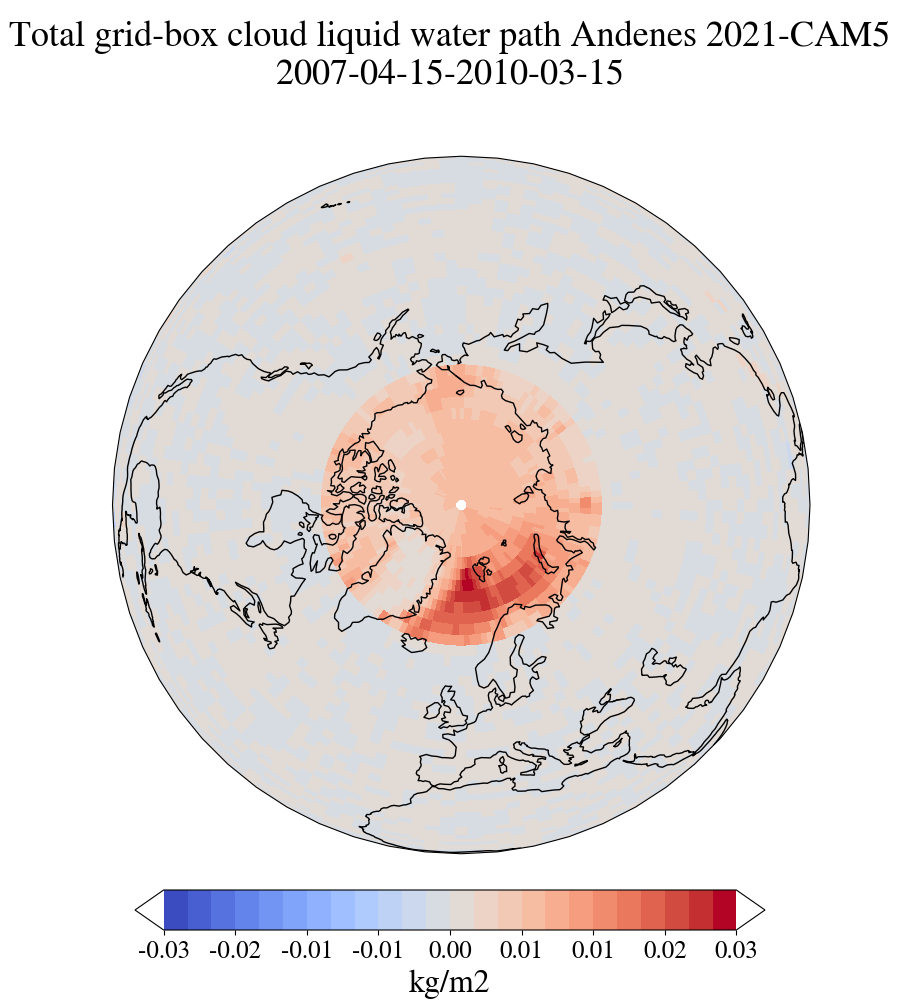 Total grid-box cloud liquid water path Andenes 2021-CAM5
2007-04-15-2010-03-15
-0.03 -0.02 -0.01 -0.01 0.00 0.01 0.01 0.02 0.03
kg/m2